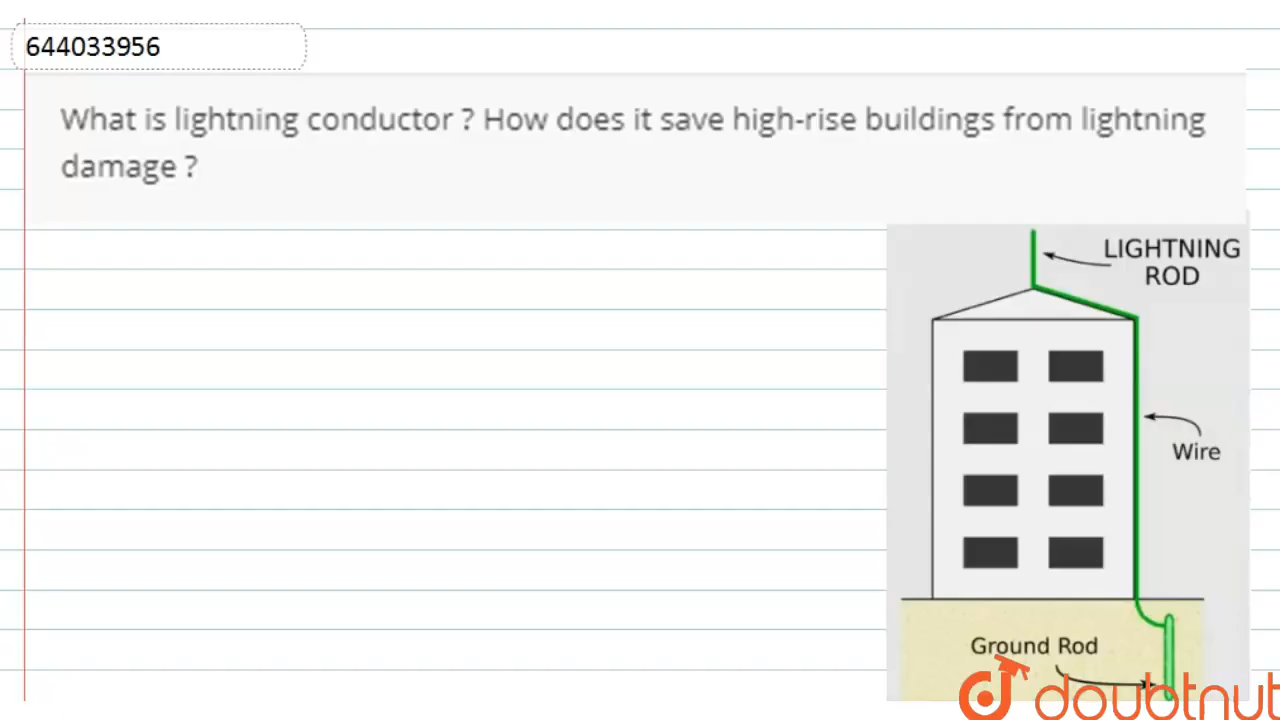 644033956
What is lightning conductor ? How does it save high-rise buildings from lightning
damage ?
LIGHTNING
ROD
Wire
Ground Rod
doubtnut